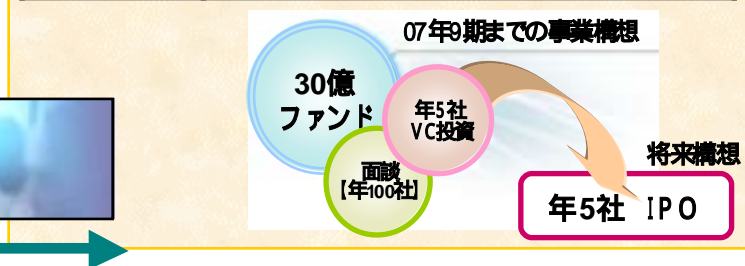 07年9期までの事業構想
30億
ファンド
年5社
VC投資
面談
【年100社】
将来構想
年5社 IPO